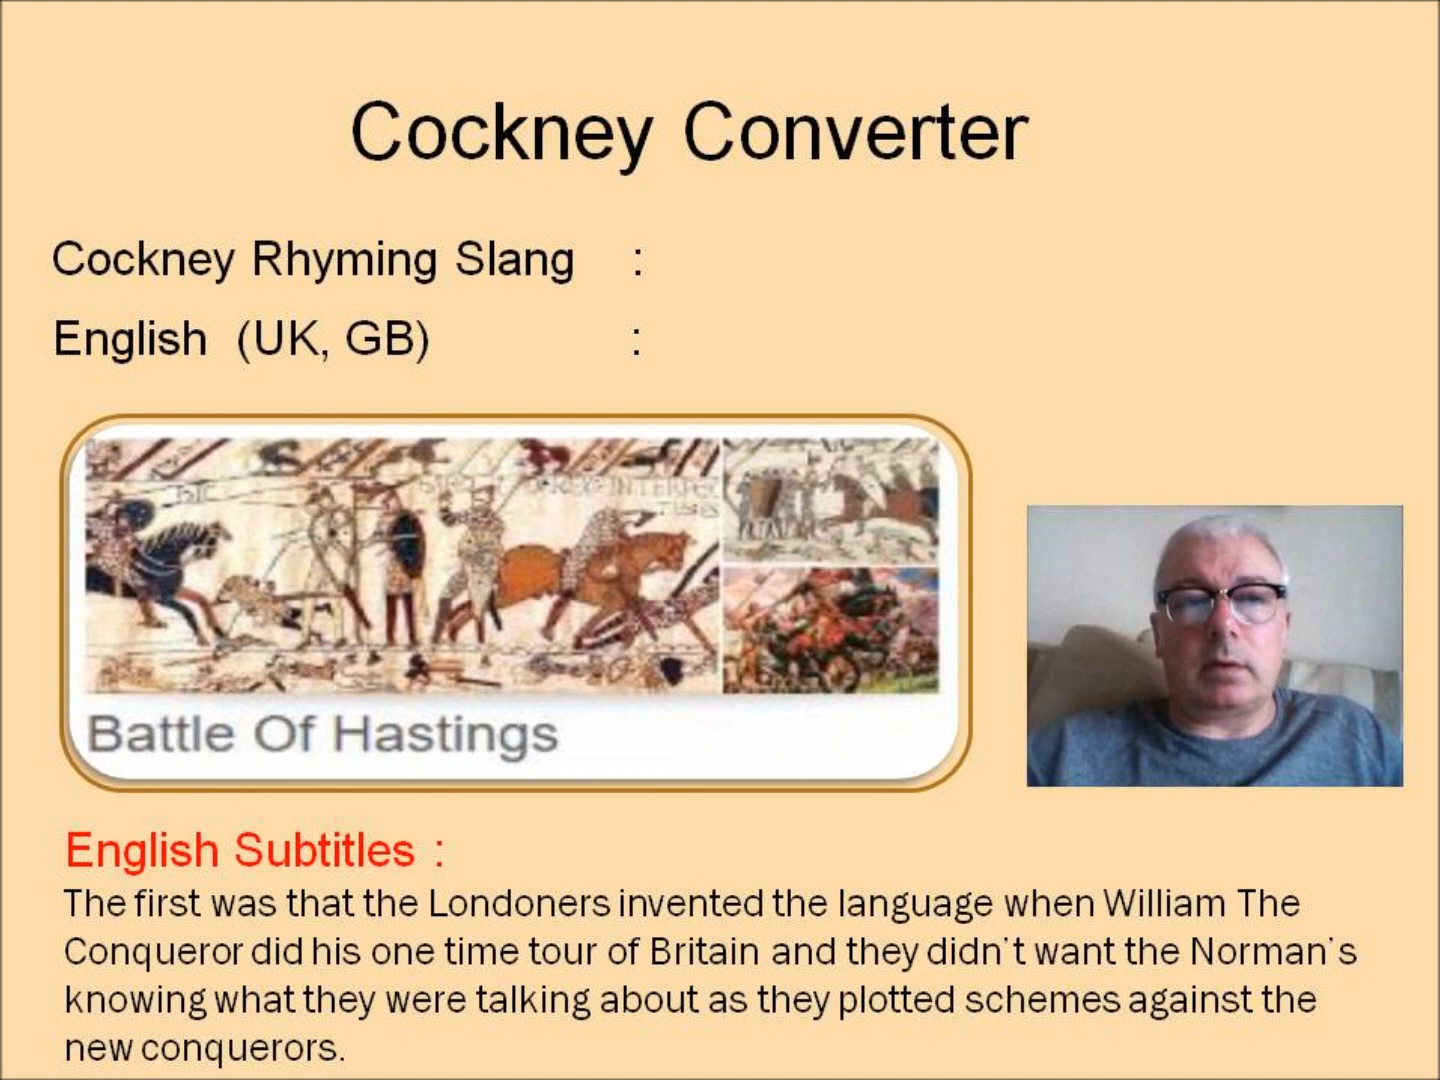 Cockney Converter
Cockney Rhyming Slang :
English (UK, GB) :
Battle Of Hastings
English Subtitles :
The first was that the Londoners invented the language when William The
Conqueror did his one time tour of Britain and they didn't want the Norman's
knowing what they were talking about as they plotted schemes against the
new conquerors.